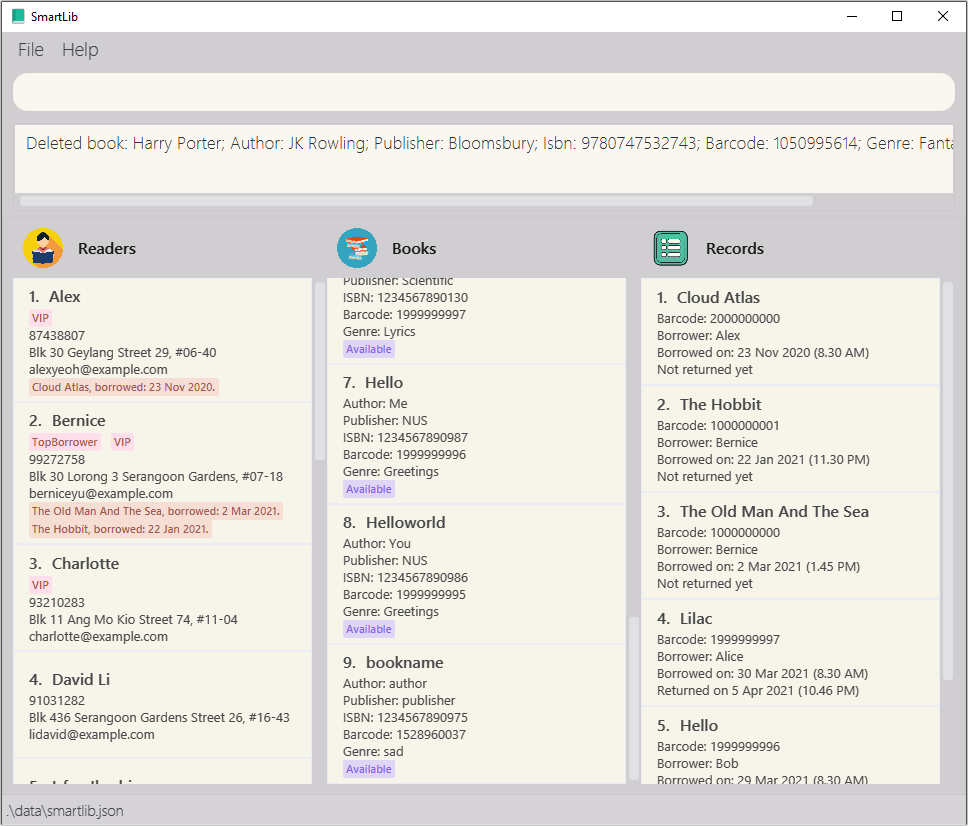 SmartLib
File Help
Deleted book: Harry Porter; Author: JK Rowling; Publisher: Bloomsbury; Isbn: 9780747532743; Barcode: 1050995614; Genre: Fanta
Readers
1. Alex
VIP
87438807
Blk 30 Geylang Street 29, #06-40
alexyeoh@example.com
Cloud Atlas, borrowed: 23 Nov 2020.
2. Bernice
TopBorrower VIP
99272758
Blk 30 Lorong 3 Serangoon Gardens, #07-18
berniceyu@example.com
The Old Man And The Sea, borrowed: 2 Mar 2021.
The Hobbit, borrowed: 22 Jan 2021.
3. Charlotte
VIP
93210283
Blk 11 Ang Mo Kio Street 74, #11-04
charlotte@example.com
4. David Li
91031282
Blk 436 Serangoon Gardens Street 26, #16-43
lidavid@example.com
Books
Publisher: Scientific
ISBN: 1234567890130
Barcode: 1999999997
Genre: Lyrics
Available
7. Hello
Author: Me
Publisher: NUS
ISBN: 1234567890987
Barcode: 1999999996
Genre: Greetings
Available
8. Helloworld
Author: You
Publisher: NUS
ISBN: 1234567890986
Barcode: 1999999995
Genre: Greetings
Available
9. bookname
Author: author
Publisher: publisher
ISBN: 1234567890975
Barcode: 1528960037
Genre: sad
Available
Records
1. Cloud Atlas
Barcode: 2000000000
Borrower: Alex
Borrowed on: 23 Nov 2020 (8.30 AM)
Not returned yet
2. The Hobbit
Barcode: 1000000001
Borrower: Bernice
Borrowed on: 22 Jan 2021 (11.30 PM)
Not returned yet
3. The Old Man And The Sea
Barcode: 1000000000
Borrower: Bernice
Borrowed on: 2 Mar 2021 (1.45 PM)
Not returned yet
4. Lilac
Barcode: 1999999997
Borrower: Alice
Borrowed on: 30 Mar 2021 (8.30 AM)
Returned on 5 Apr 2021 (10.46 PM)
5. Hello
Barcode: 1999999996
Borrower: Bob
Borrowed on: 29 Mar 2021 (8.30 AM)
.\data\smartlib.json